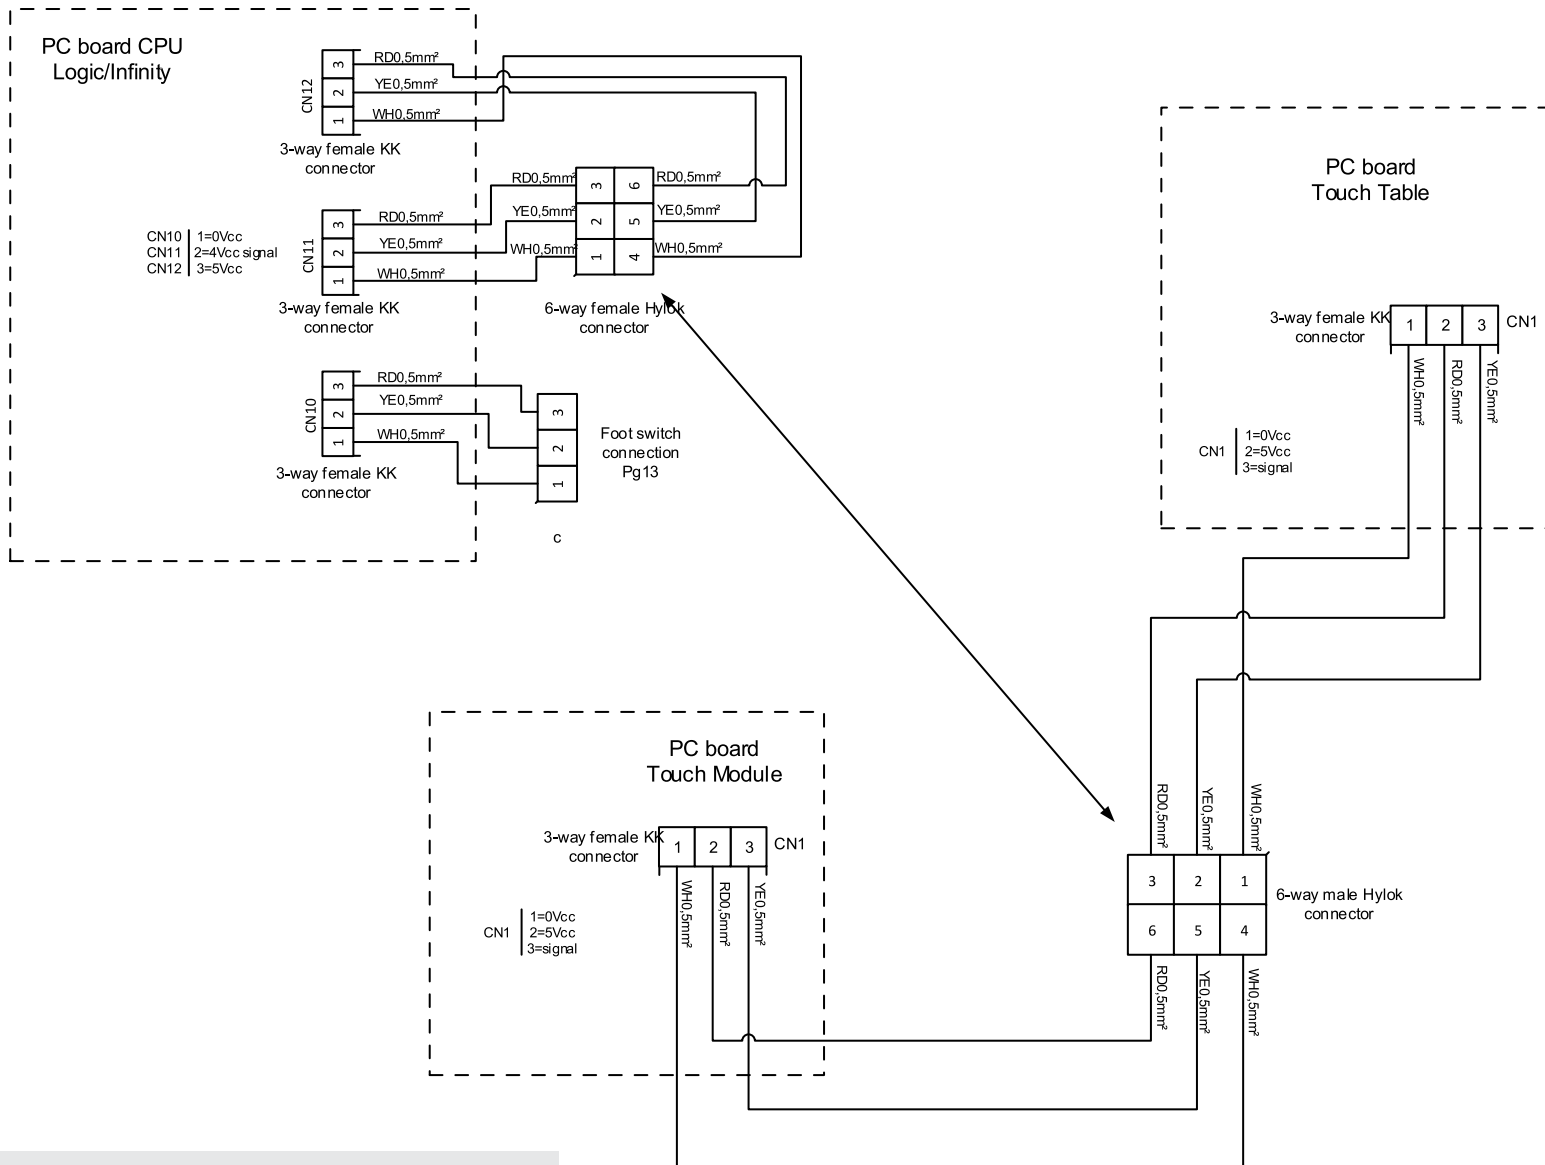 PC board CPU
Logic/Infinity
CN12
3
2
1
RD0,5mm²
YE0,5mm²
WH0,5mm²
3-way female KK
connector
CN10
CN11
CN12
1=0Vcc
2=4Vcc signal
3=5Vcc
CN11
3
2
1
RD0,5mm²
YE0,5mm²
WH0,5mm²
3-way female KK
connector
RD0,5mm²
YE0,5mm²
WH0,5mm²
3
6
2
5
1
4
RD0,5mm²
YE0,5mm²
WH0,5mm²
6-way female Hylok
connector
CN10
3
2
1
RD0,5mm²
YE0,5mm²
WH0,5mm²
3-way female KK
connector
3
2
1
Foot switch
connection
Pg13
c
PC board
Touch Table
3-way female KK
connector
1
2
3
CN1
WH0,5mm²
RD0,5mm²
YE0,5mm²
CN1
1=0Vcc
2=5Vcc
3=signal
PC board
Touch Module
3-way female KK
connector
1
2
3
CN1
WH0,5mm²
RD0,5mm²
YE0,5mm²
CN1
1=0Vcc
2=5Vcc
3=signal
RD0,5mm²
YE0,5mm²
WH0,5mm²
3
2
1
6
5
4
6-way male Hylok
connector
RD0,5mm²
YE0,5mm²
WH0,5mm²